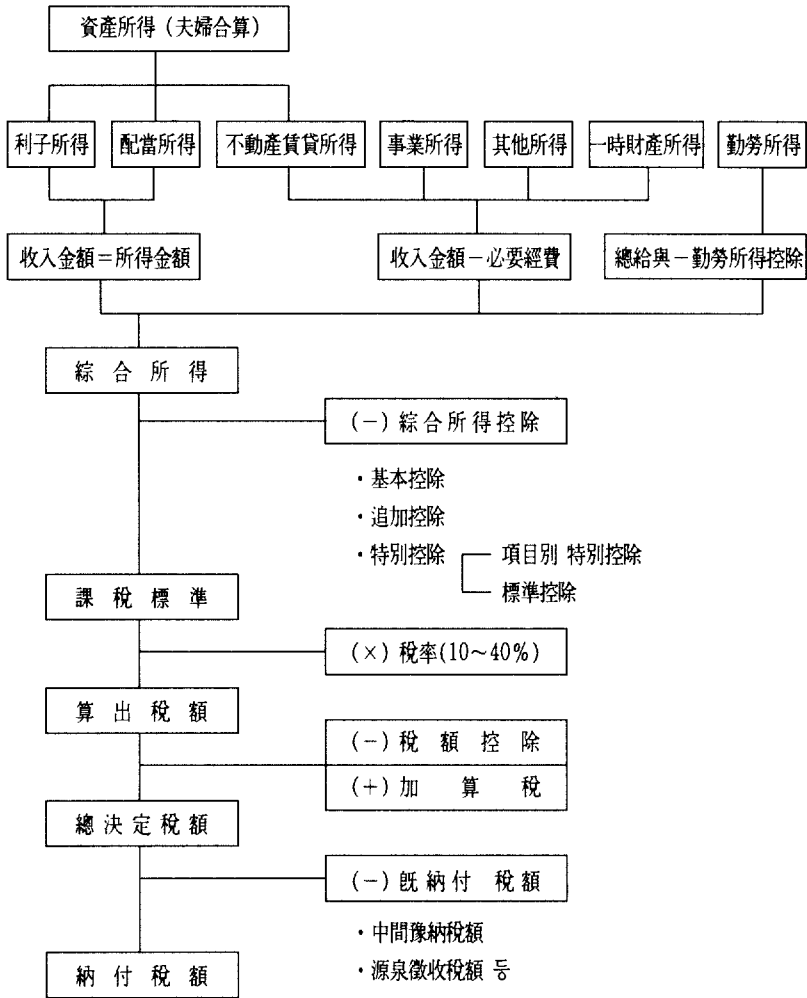 資產所得 (夫婦合算)
利子所得 配當所得 不動產賃貸所得 事業所得 其他所得 一時財產所得 勤勞所得
收入金額=所得金額 收入金額-必要經費 總給與-勤勞所得控除
綜合所得
(-) 綜合所得控除
・基本控除
・追加控除
・特別控除 項目別 特別控除
標準控除
課稅標準
(×) 稅率(10~40%)
算出稅額
(-) 稅額控除
(+) 加算稅
總決定稅額
(-) 旣納付 稅額
・中間豫納稅額
・源泉徵收稅額 등
納付稅額